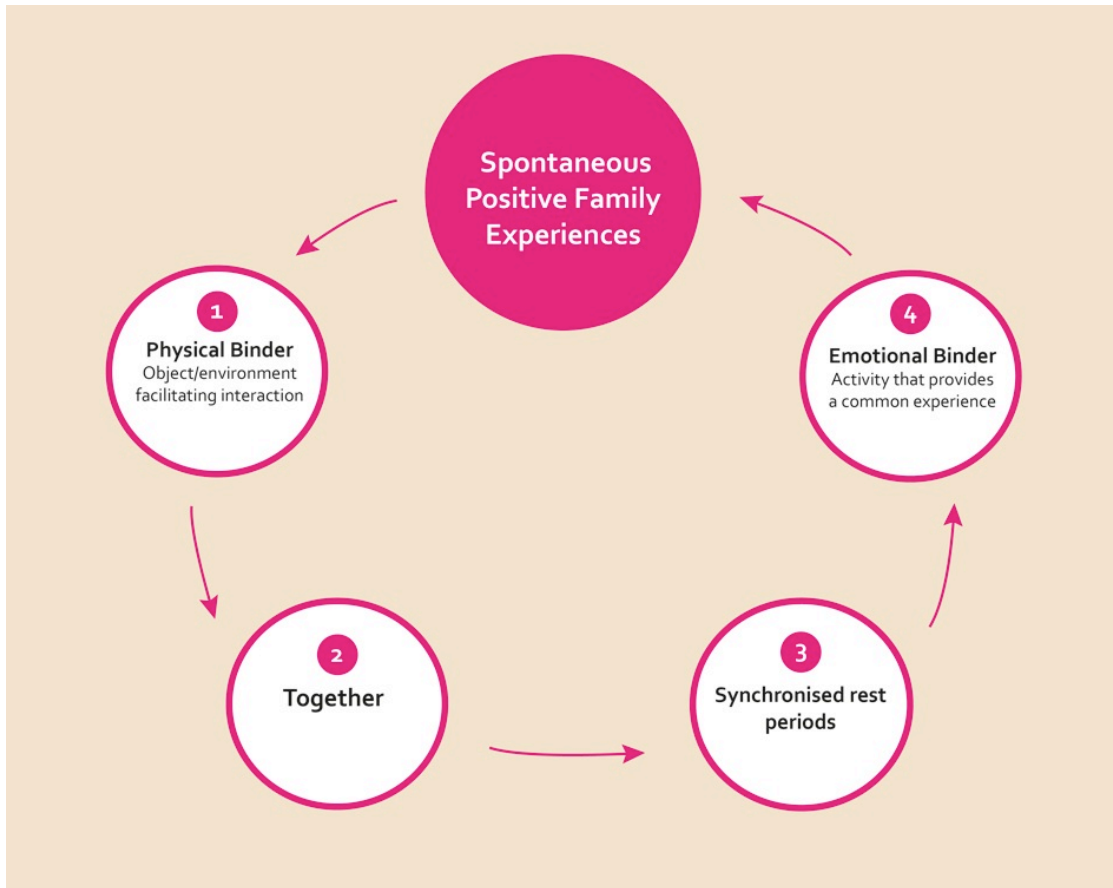 Spontaneous
Positive Family
Experiences
1
Physical Binder
Object/environment
facilitating interaction
2
Together
3
Synchronised rest
periods
4
Emotional Binder
Activity that provides
a common experience